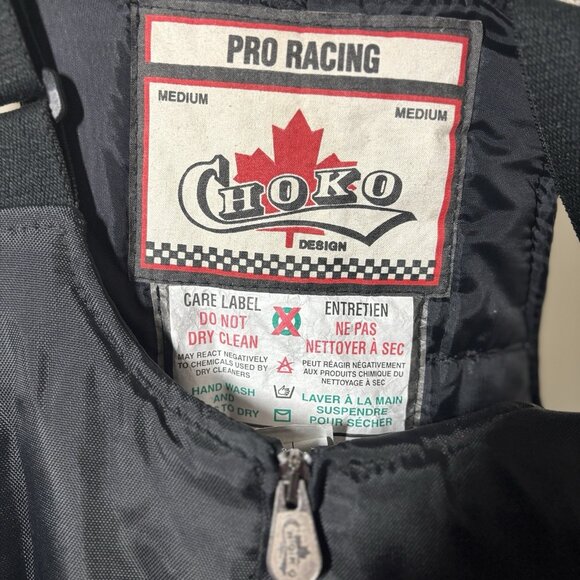 PRO RACING
MEDIUM
MEDIUM
CHOKO
DESIGN
CARE LABEL
DO NOT
DRY CLEAN
MAY REACT NEGATIVELY
TO CHEMICALS USED BY
DRY CLEANERS
HAND WASH
AND
TO DRY
ENTRETIEN
NE PAS
NETTOYER À SEC
PEUT RÉAGIR NÉGATIVEMENT
AUX PRODUITS CHIMIQUE DU
NETTOYAGE À SEC
LAVER À LA MAIN
SUSPENDRE
POUR SÉCHER
CHOKO